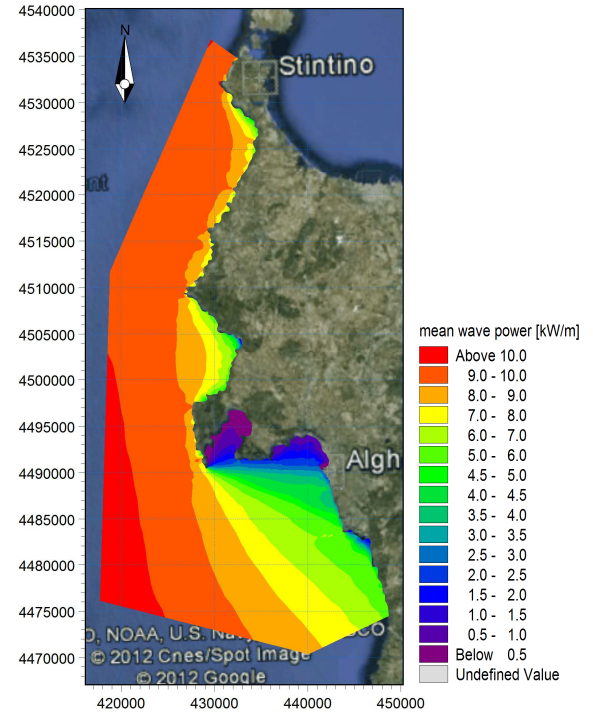 4540000
N
4535000
Stintino
4530000
4525000
nt
4520000
4515000
4510000
4505000
4500000
4495000
Algh
4490000
4485000
4480000
4475000
O, NOAA, U.S. Navy
CO
© 2012 Cnes/Spot Image
4470000
© 2012 Google
420000 430000 440000 450000
mean wave power [kW/m]
Above 10.0
9.0 - 10.0
8.0 - 9.0
7.0 - 8.0
6.0 - 7.0
5.0 - 6.0
4.5 - 5.0
4.0 - 4.5
3.5 - 4.0
3.0 - 3.5
2.5 - 3.0
2.0 - 2.5
1.5 - 2.0
1.0 - 1.5
0.5 - 1.0
Below 0.5
Undefined Value